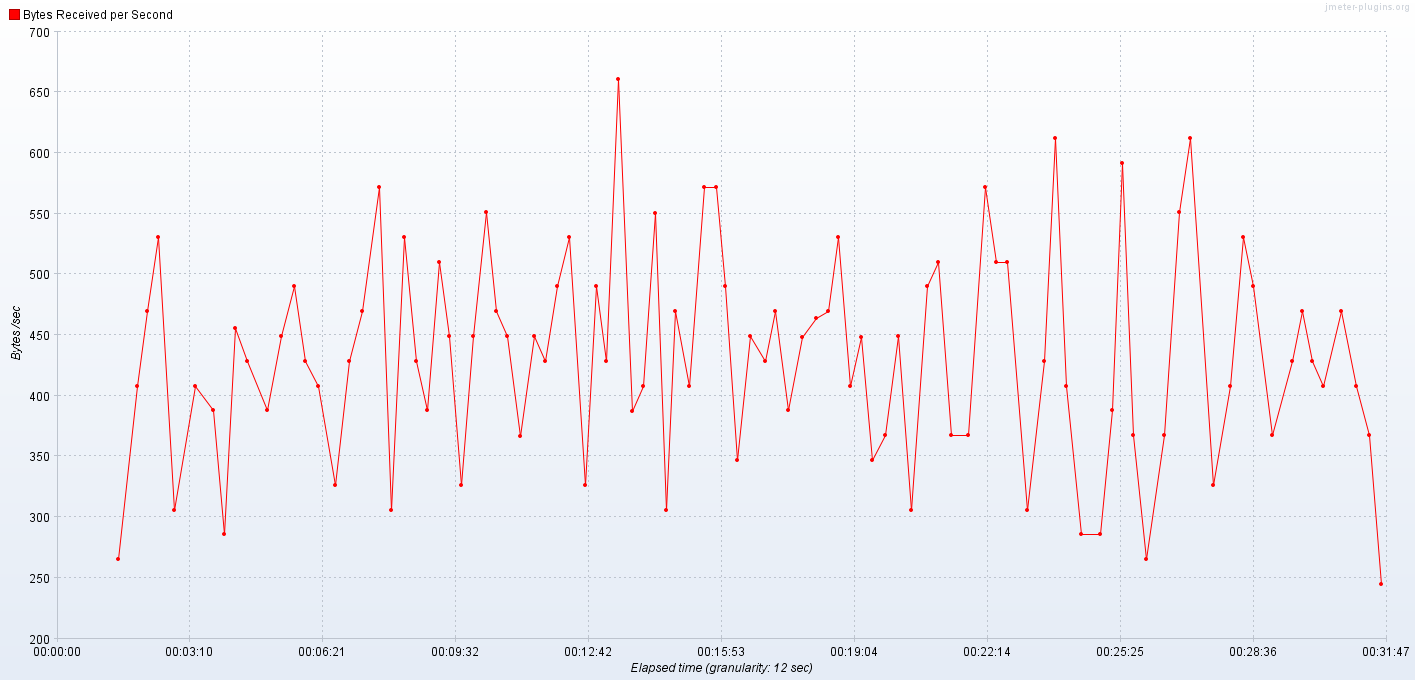 Bytes Received per Second
jmeter-plugins.org
700
650
600
550
500
450
400
350
300
250
200
Bytes /sec
00:00:00 00:03:10 00:06:21 00:09:32 00:12:42 00:15:53 00:19:04 00:22:14 00:25:25 00:28:36 00:31:47
Elapsed time (granularity: 12 sec)